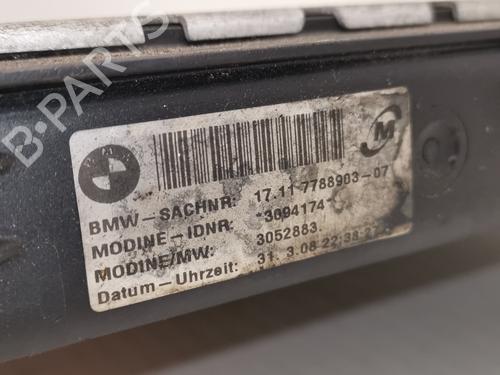 B-PARTS
M
BMW-SACHNR: 17.11-7788903-07
MODINE-IDNR: *3094174*
MODINE/MW: 3052883.
Datum-Uhrzeit: 31. 3.08 22:38:27